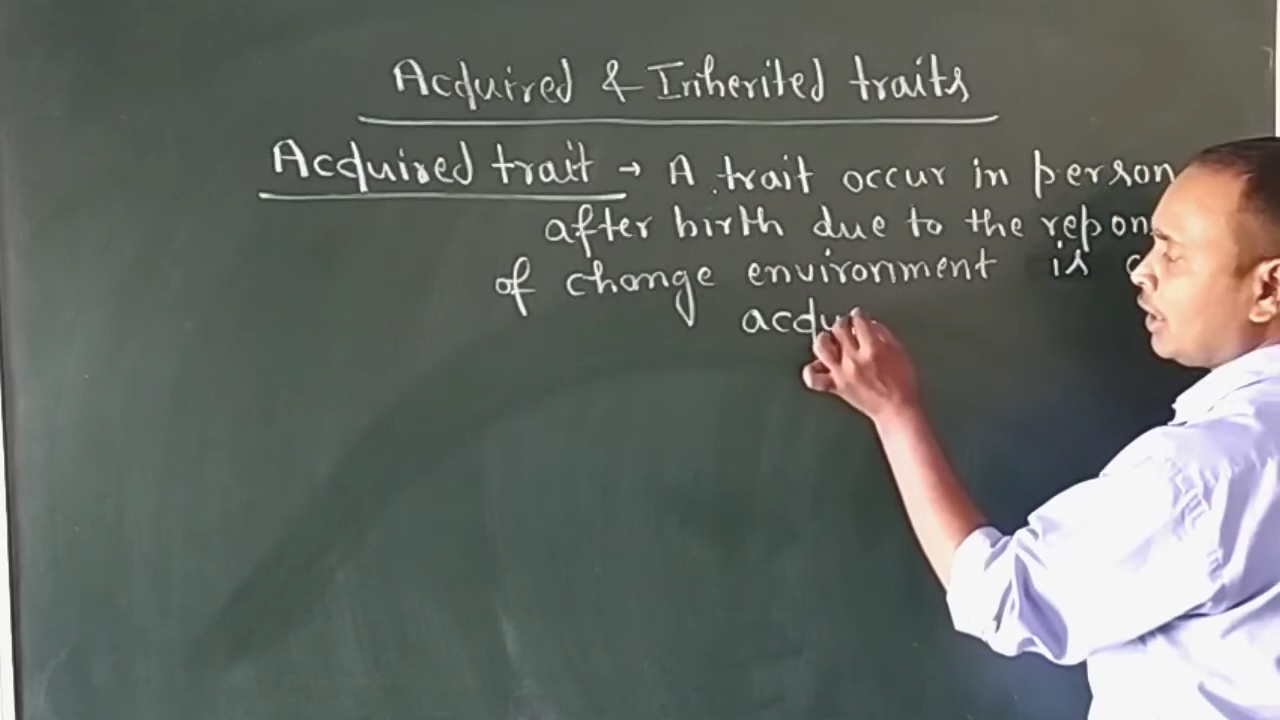 Acquired & Inherited traits
Acquired trait → A trait occur in person
after birth due to the repon
of change environment is
acqu